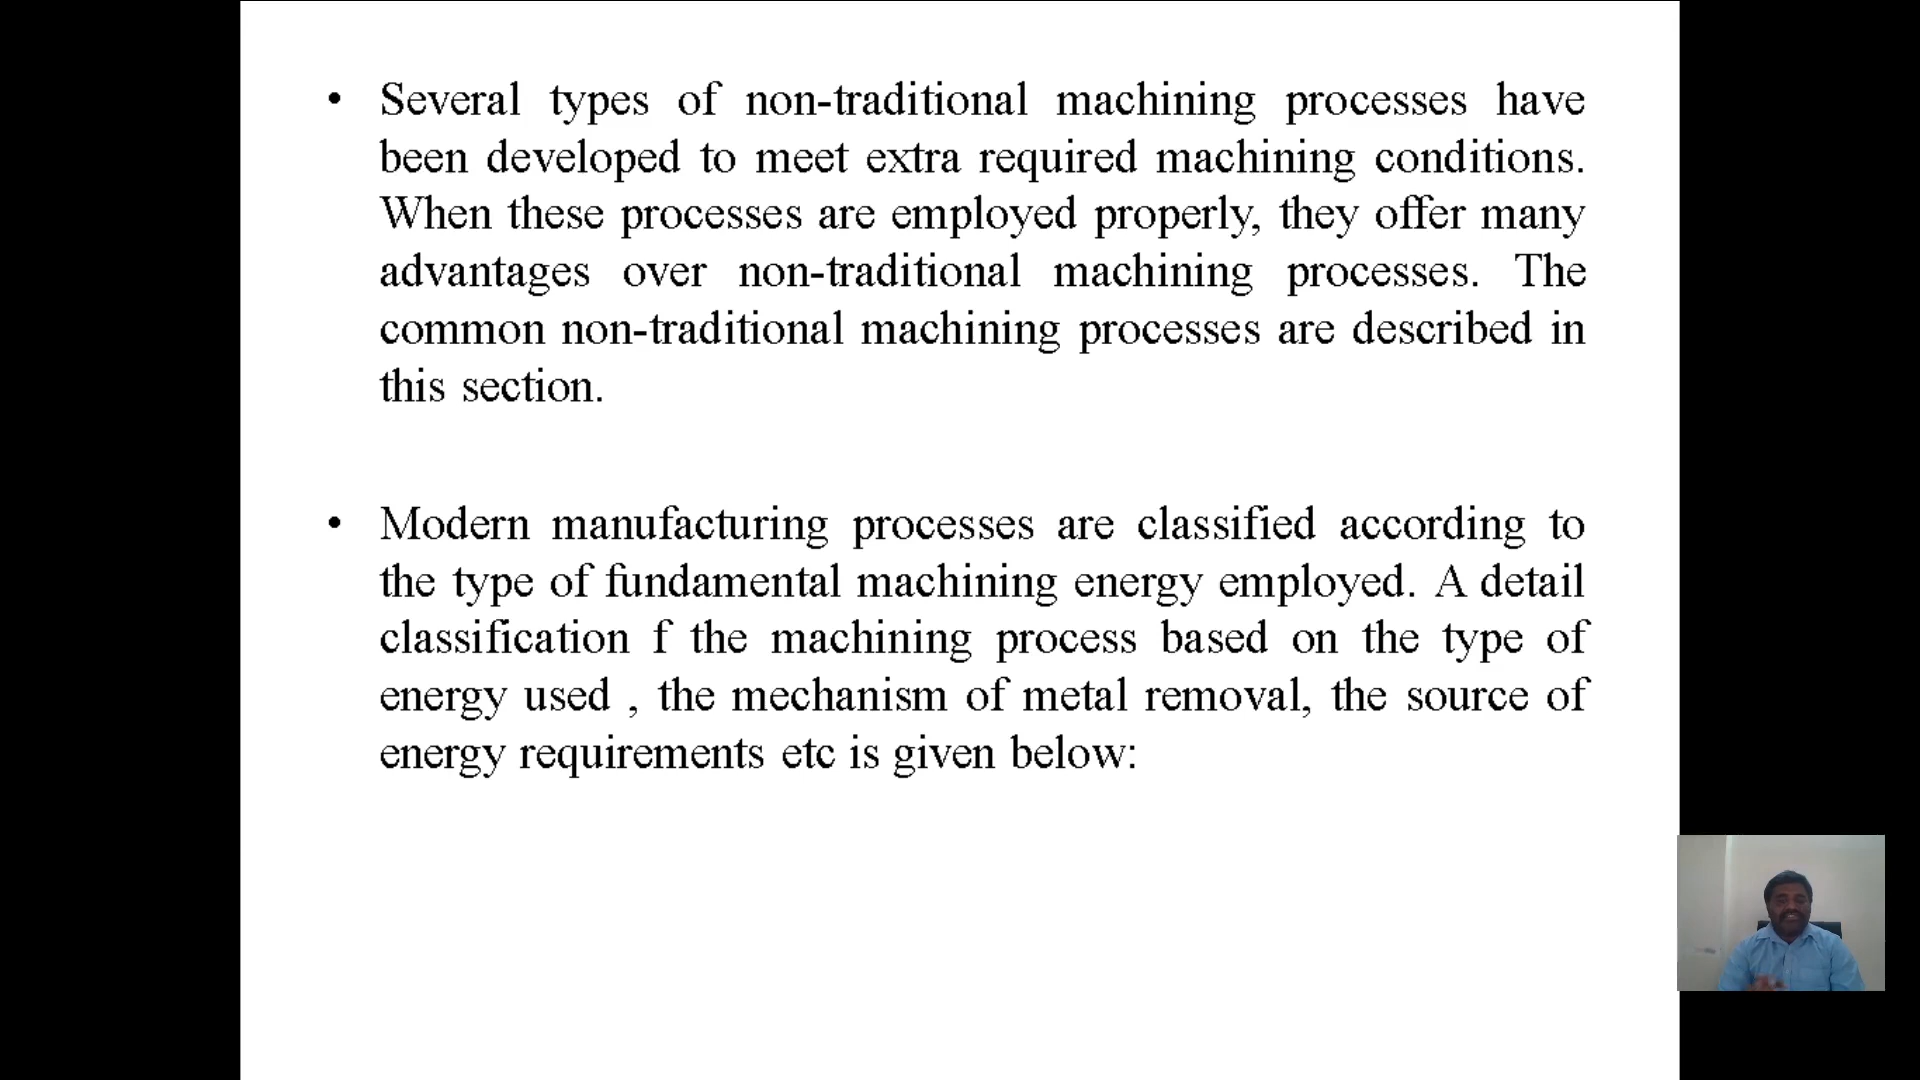 • Several types of non-traditional machining processes have
been developed to meet extra required machining conditions.
When these processes are employed properly, they offer many
advantages over non-traditional machining processes. The
common non-traditional machining processes are described in
this section.
• Modern manufacturing processes are classified according to
the type of fundamental machining energy employed. A detail
classification f the machining process based on the type of
energy used , the mechanism of metal removal, the source of
energy requirements etc is given below: